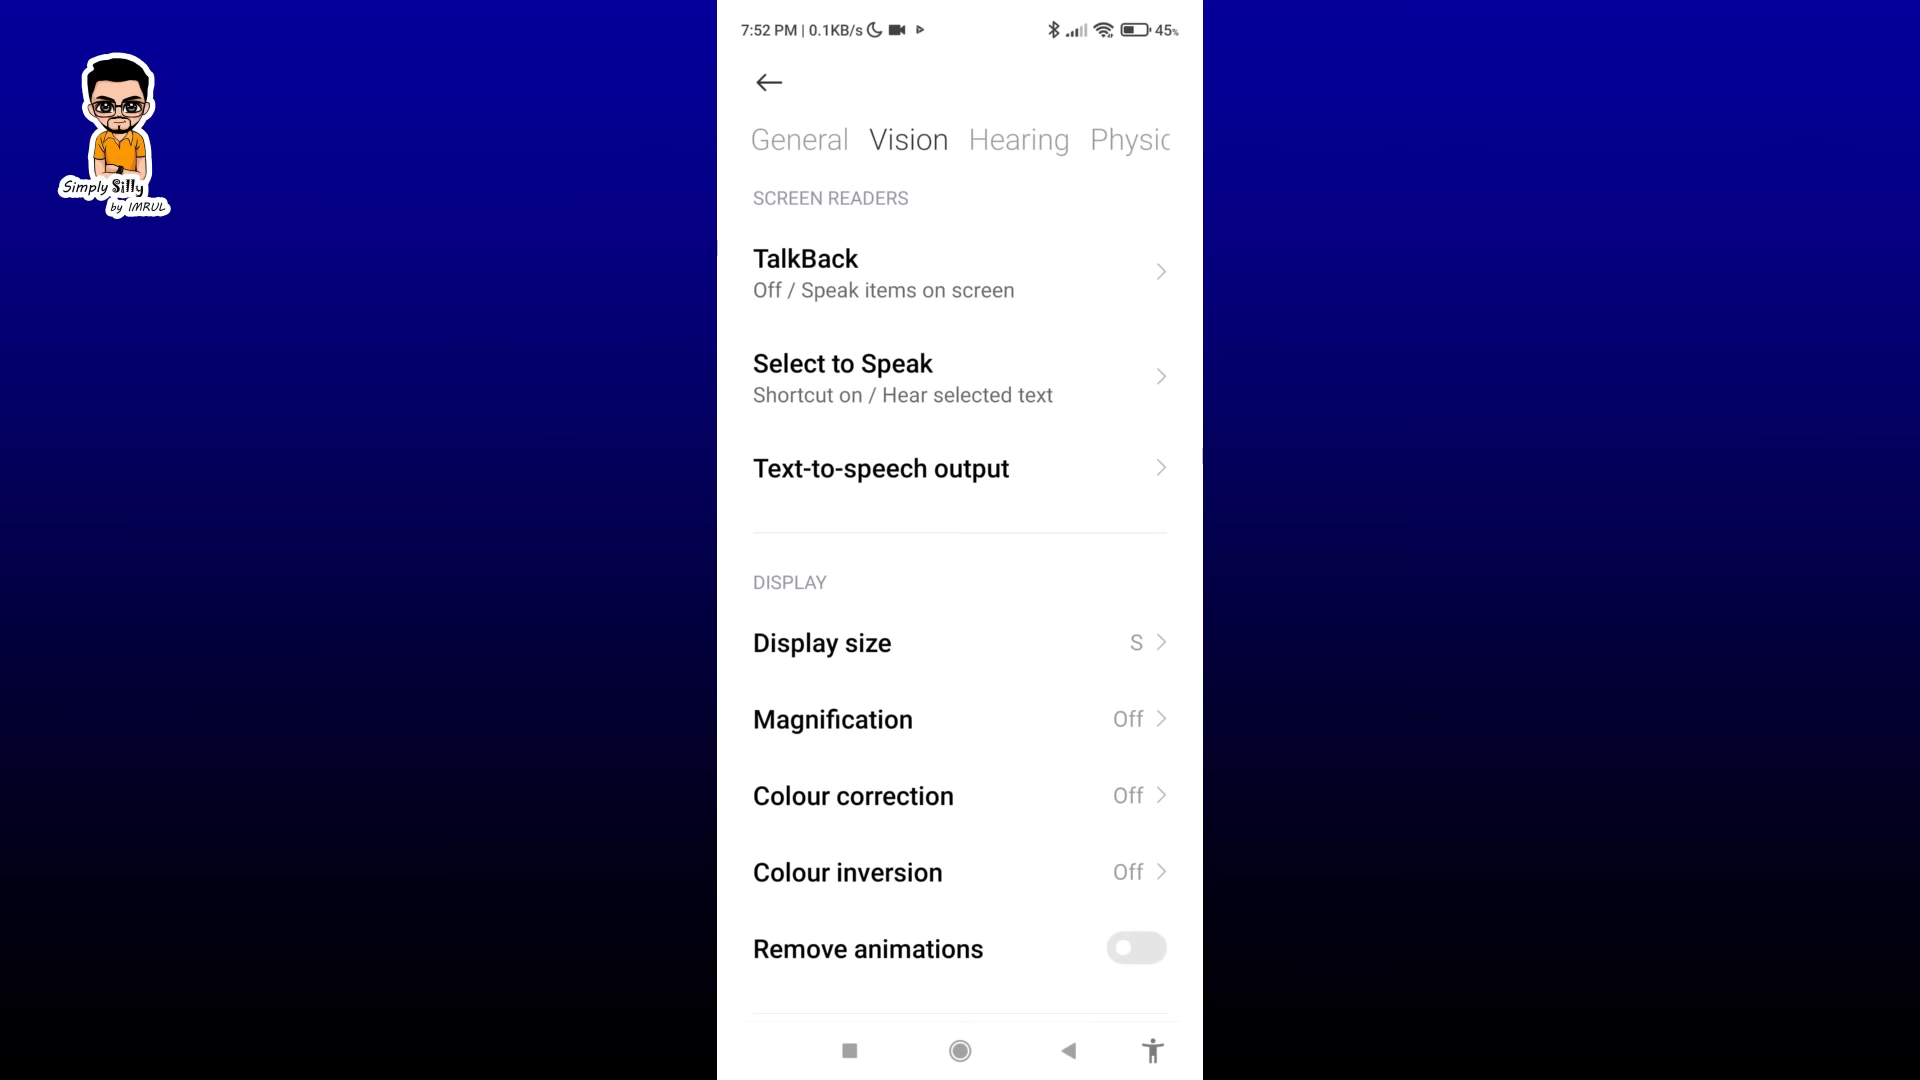 Simply Silly
by IMRUL
7:52 PM | 0.1KB/s 45%
General Vision Hearing Physic
SCREEN READERS
TalkBack
Off / Speak items on screen
Select to Speak
Shortcut on / Hear selected text
Text-to-speech output
DISPLAY
Display size S
Magnification Off
Colour correction Off
Colour inversion Off
Remove animations